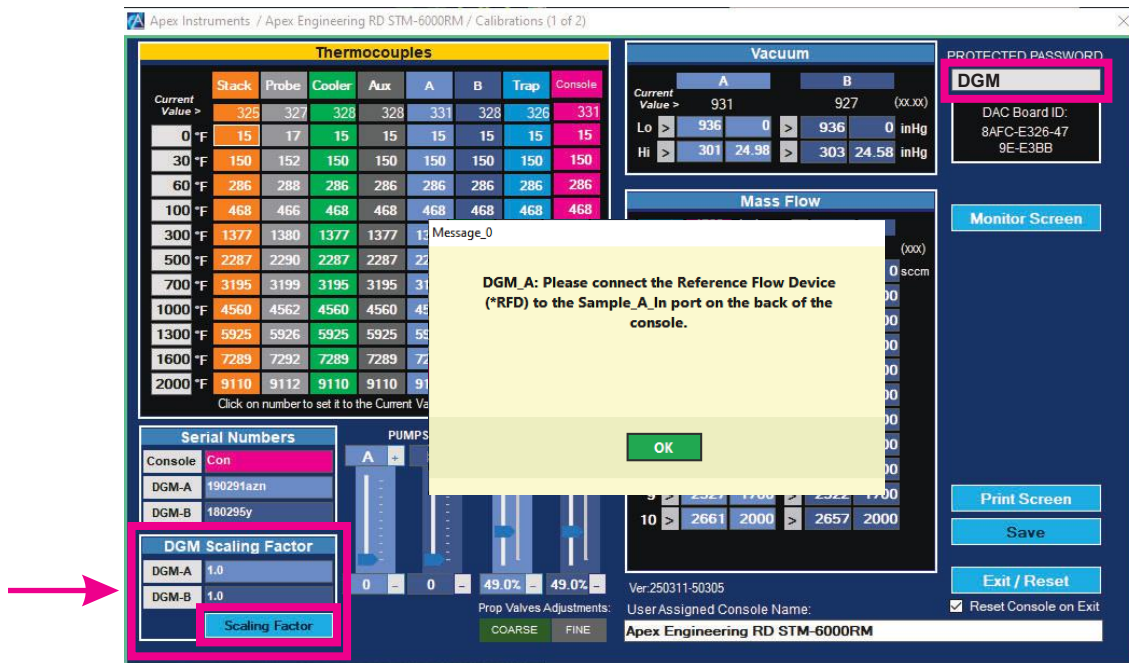 Apex Instruments / Apex Engineering RD STM-6000RM / Calibrations (1 of 2)
Thermocouples
Stack Probe Cooler Aux A B Trap Console
Current Value > 325 327 328 328 331 328 326 331
0 °F 15 17 15 15 15 15 15 15
30 °F 150 152 150 150 150 150 150 150
60 °F 286 288 286 286 286 286 286 286
100 °F 468 466 468 468 468 468 468 468
300 °F 1377 1380 1377 1377
500 °F 2287 2290 2287 2287
700 °F 3195 3199 3195 3195
1000 °F 4560 4562 4560 4560
1300 °F 5925 5926 5925 5925
1600 °F 7289 7292 7289 7289
2000 °F 9110 9112 9110 9110
Click on number to set it to the Current
Vacuum
A B
Current Value > 931 927 (xx.xx)
Lo > 936 0 > 936 0 inHg
Hi > 301 24.98 > 303 24.58 inHg
PROTECTED PASSWORD
DGM
DAC Board ID:
8AFC-E326-47
9E-E3BB
Mass Flow
(xxx)
0 sccm
10 > 2661 2000 > 2657 2000
Monitor Screen
Message_0
DGM_A: Please connect the Reference Flow Device
(*RFD) to the Sample_A_In port on the back of the
console.
OK
Serial Numbers
Console Con
DGM-A 190291azn
DGM-B 180295y
DGM Scaling Factor
DGM-A 1.0
DGM-B 1.0
Scaling Factor
PUMPS
A +
0 - 0 - 49.0% - 49.0% -
Prop Valves Adjustments:
COARSE FINE
Ver:250311-50305
User Assigned Console Name:
Apex Engineering RD STM-6000RM
Print Screen
Save
Exit / Reset
Reset Console on Exit